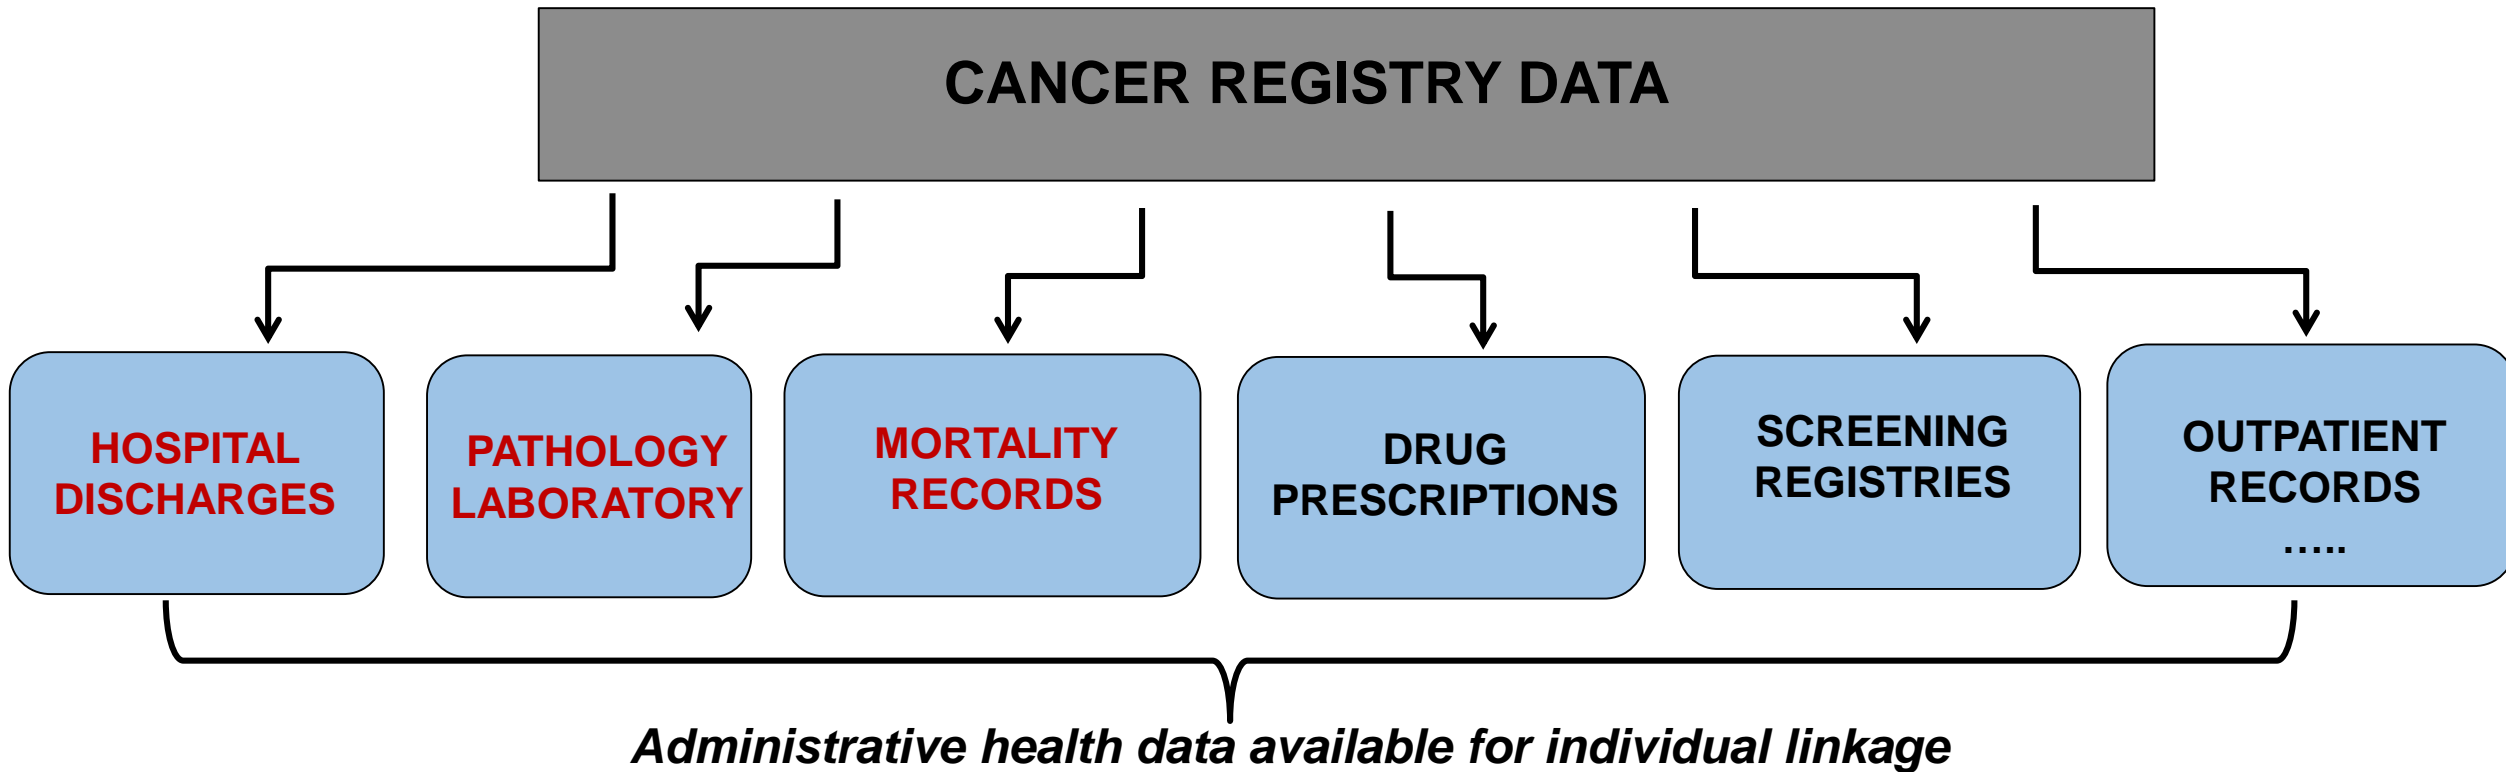 CANCER REGISTRY DATA
HOSPITAL
DISCHARGES
PATHOLOGY
LABORATORY
MORTALITY
RECORDS
DRUG
PRESCRIPTIONS
SCREENING
REGISTRIES
OUTPATIENT
RECORDS
.....
Administrative health data available for individual linkage